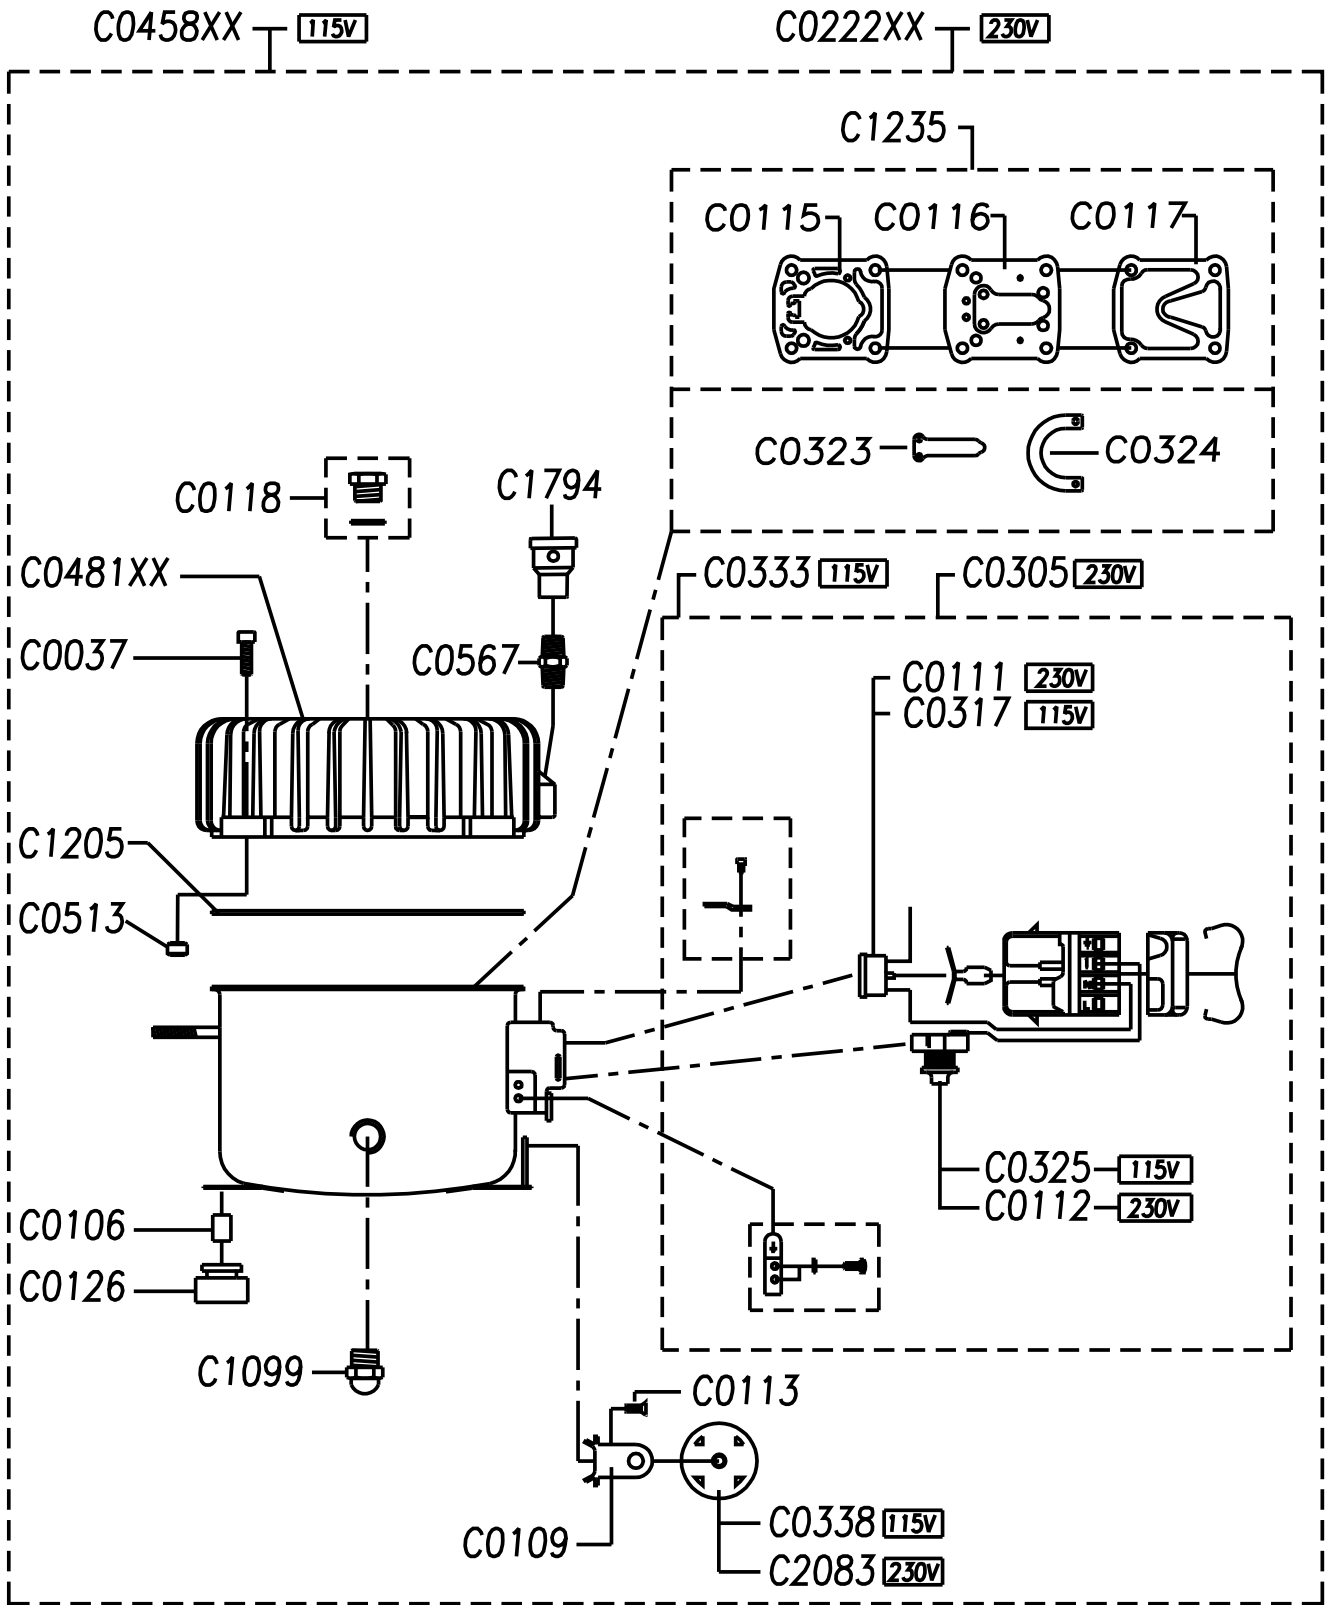 C0458XX 115V C0222XX 230V
C1235
C0115 C0116 C0117
C0323 C0324
C0118 C1794
C0481XX C0333 115V C0305 230V
C0037 C0567
C0111 230V
C0317 115V
C1205
C0513
C0325 115V
C0112 230V
C0106
C0126
C1099
C0113
C0109
C0338 115V
C2083 230V